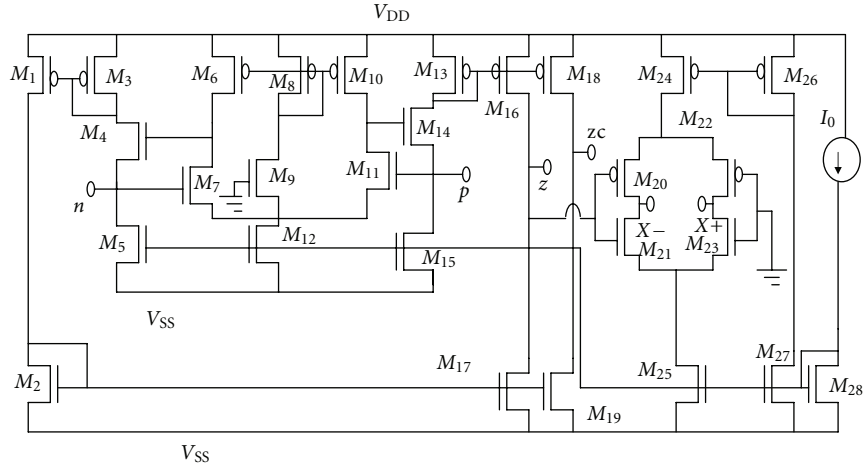 V_DD
M_1
M_3
M_6
M_8
M_10
M_13
M_16
M_18
M_24
M_26
I_0
M_4
M_14
M_22
zc
M_7
M_9
M_11
z
M_20
n
p
X−
X+
M_5
M_12
M_15
M_21
M_23
V_SS
M_2
M_17
M_25
M_27
M_28
M_19
V_SS